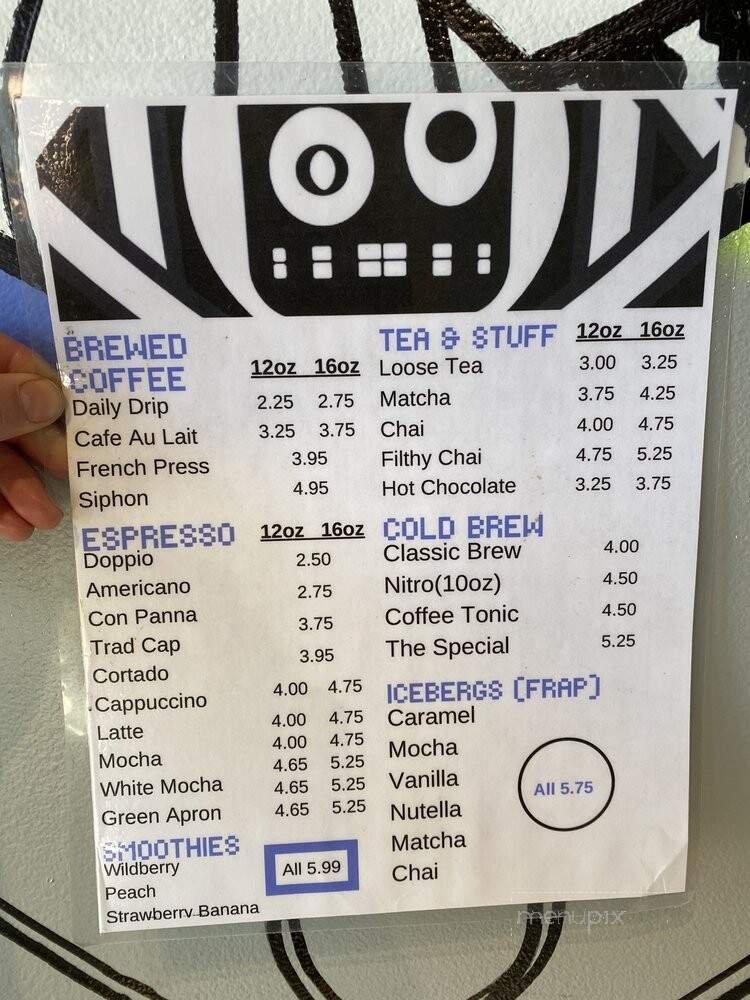 BREWED
COFFEE 12oz 16oz
Daily Drip 2.25 2.75
Cafe Au Lait 3.25 3.75
French Press 3.95
Siphon 4.95
ESPRESSO 12oz 16oz
Doppio 2.50
Americano 2.75
Con Panna 3.75
Trad Cap 3.95
Cortado 4.00 4.75
Cappuccino 4.00 4.75
Latte 4.00 4.75
Mocha 4.65 5.25
White Mocha 4.65 5.25
Green Apron 4.65 5.25
SMOOTHIES
Wildberry
Peach
Strawberry Banana
All 5.99
TEA & STUFF 12oz 16oz
Loose Tea 3.00 3.25
Matcha 3.75 4.25
Chai 4.00 4.75
Filthy Chai 4.75 5.25
Hot Chocolate 3.25 3.75
COLD BREW
Classic Brew 4.00
Nitro(10oz) 4.50
Coffee Tonic 4.50
The Special 5.25
ICEBERGS (FRAP)
Caramel
Mocha
Vanilla
Nutella
Matcha
Chai
All 5.75
menupix